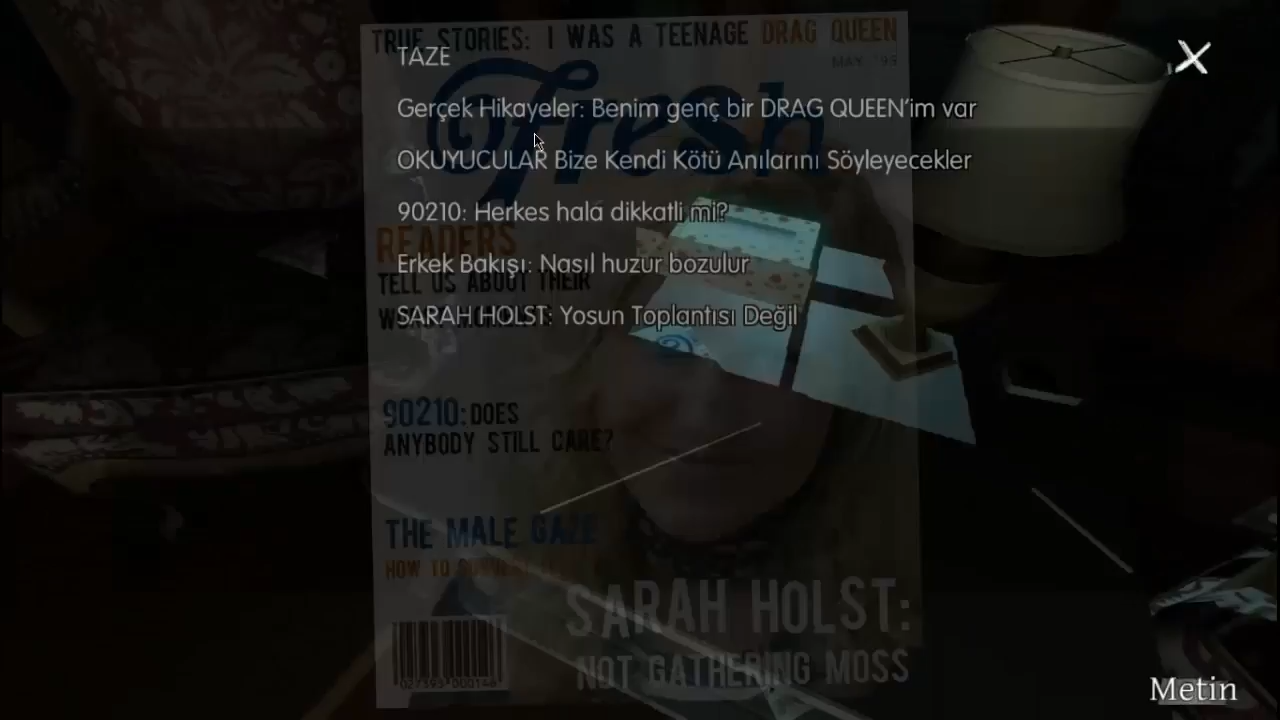 TRUE STORIES: I WAS A TEENAGE DRAG QUEEN
TAZE
MAY '95
Fresh
Gerçek Hikayeler: Benim genç bir DRAG QUEEN'im var
OKUYUCULAR Bize Kendi Kötü Anılarını Söyleyecekler
90210: Herkes hala dikkatli mi?
READERS
Erkek Bakışı: Nasıl huzur bozulur
TELL US ABOUT THEIR
SARAH HOLST: Yosun Toplantısı Değil
90210: DOES
ANYBODY STILL CARE?
THE MALE GAZE
HOW TO
SARAH HOLST:
NOT GATHERING MOSS
Metin